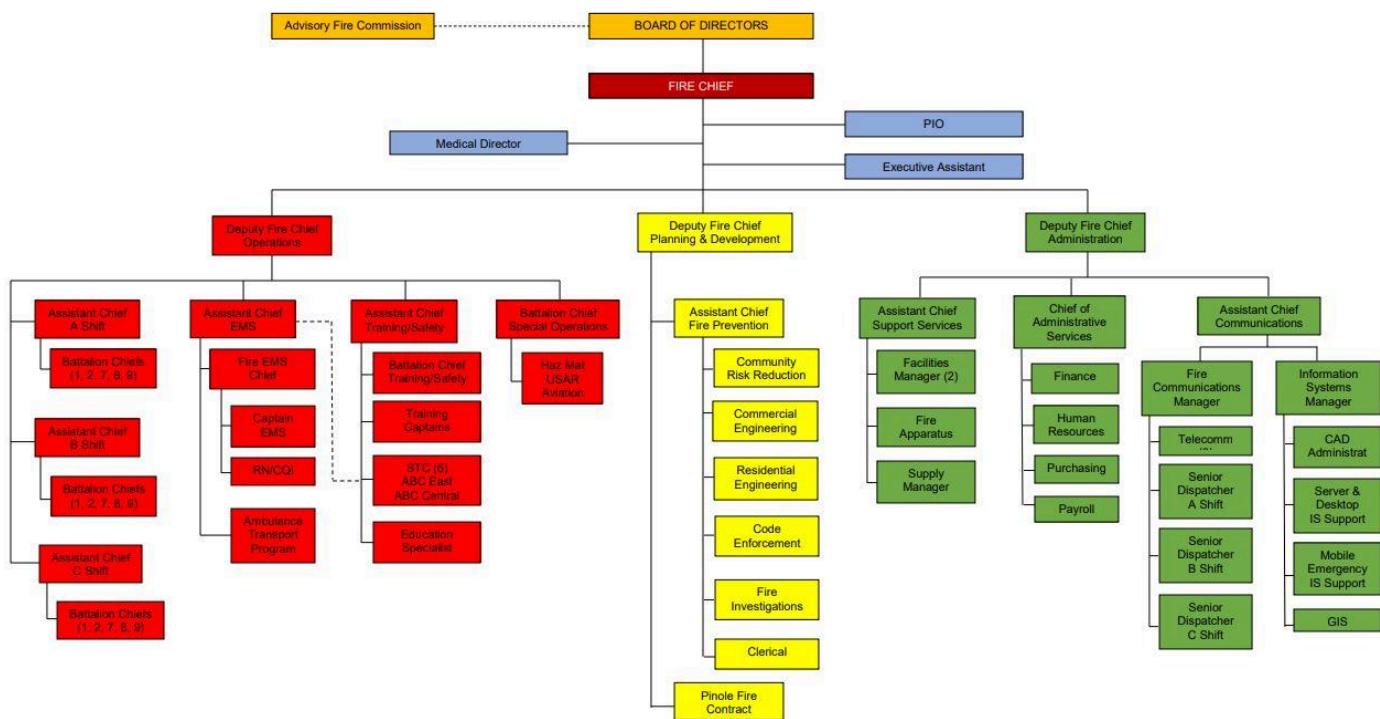 Advisory Fire Commission
BOARD OF DIRECTORS
FIRE CHIEF
PIO
Medical Director
Executive Assistant
Deputy Fire Chief
Operations
Deputy Fire Chief
Planning & Development
Deputy Fire Chief
Administration
Assistant Chief
A Shift
Battalion Chiefs
(1, 2, 7, 8, 9)
Assistant Chief
B Shift
Battalion Chiefs
(1, 2, 7, 8, 9)
Assistant Chief
C Shift
Battalion Chiefs
(1, 2, 7, 8, 9)
Assistant Chief
EMS
Fire EMS
Chief
Captain
EMS
RN/CQI
Ambulance
Transport
Program
Assistant Chief
Training/Safety
Battalion Chief
Training/Safety
Training
Captains
STC (6)
ABC East
ABC Central
Education
Specialist
Battalion Chief
Special Operations
Haz Mat
USAR
Aviation
Assistant Chief
Fire Prevention
Community
Risk Reduction
Commercial
Engineering
Residential
Engineering
Code
Enforcement
Fire
Investigations
Clerical
Pinole Fire
Contract
Assistant Chief
Support Services
Facilities
Manager (2)
Fire
Apparatus
Supply
Manager
Chief of
Administrative
Services
Finance
Human
Resources
Purchasing
Payroll
Assistant Chief
Communications
Fire
Communications
Manager
Telecomm
Senior
Dispatcher
A Shift
Senior
Dispatcher
B Shift
Senior
Dispatcher
C Shift
Information
Systems
Manager
CAD
Administrat
Server &
Desktop
IS Support
Mobile
Emergency
IS Support
GIS